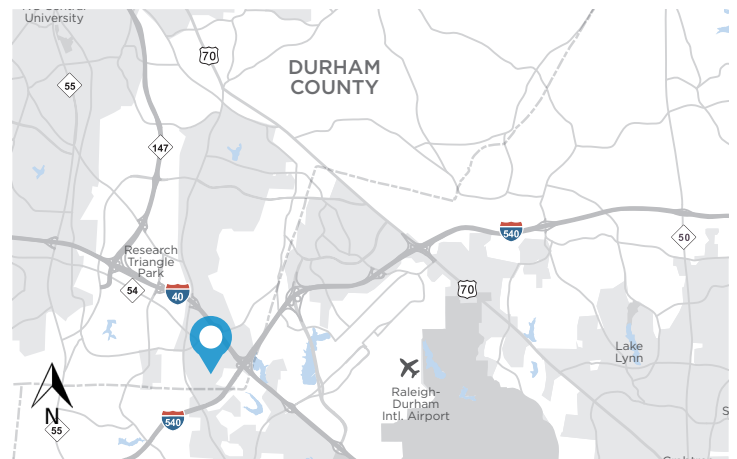 University
70
DURHAM
COUNTY
55
147
540
50
Research
Triangle
Park
70
54
40
Lake
Lynn
Raleigh-
Durham
Intl. Airport
N
540
55